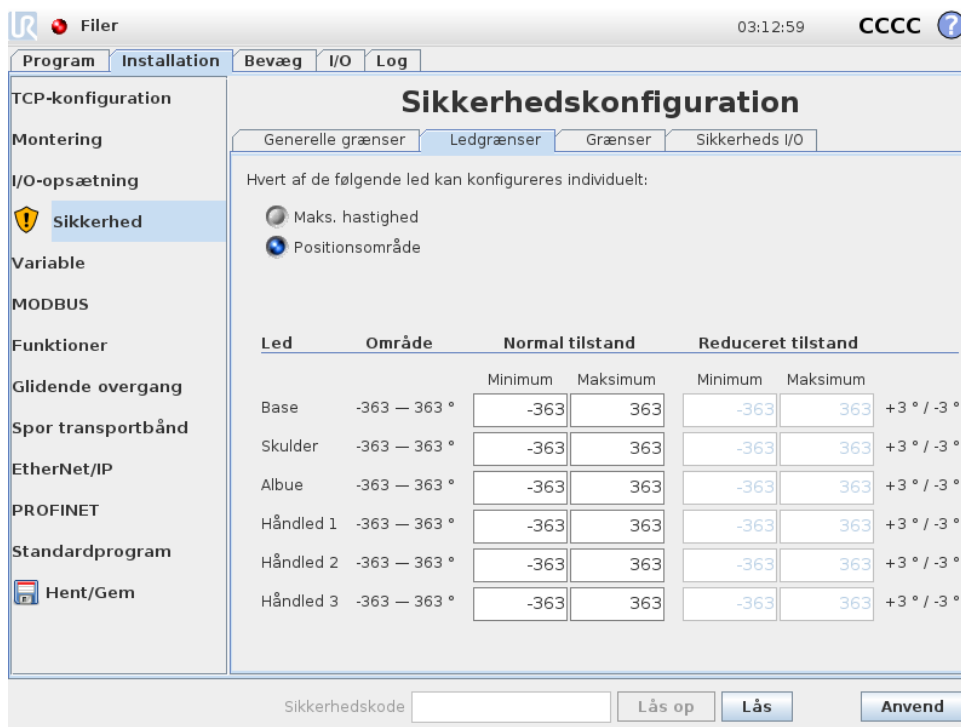 UR Filer 03:12:59 CCCC ?
Program Installation Bevæg I/O Log
TCP-konfiguration
Montering
I/O-opsætning
Sikkerhed
Variable
MODBUS
Funktioner
Glidende overgang
Spor transportbånd
EtherNet/IP
PROFINET
Standardprogram
Hent/Gem
Sikkerhedskonfiguration
Generelle grænser Ledgrænser Grænser Sikkerheds I/O
Hvert af de følgende led kan konfigureres individuelt:
Maks. hastighed
Positionsområde
Led Område Normal tilstand Reduceret tilstand
Minimum Maksimum Minimum Maksimum
Base -363 — 363 ° -363 363 -363 363 +3 ° / -3 °
Skulder -363 — 363 ° -363 363 -363 363 +3 ° / -3 °
Albue -363 — 363 ° -363 363 -363 363 +3 ° / -3 °
Håndled 1 -363 — 363 ° -363 363 -363 363 +3 ° / -3 °
Håndled 2 -363 — 363 ° -363 363 -363 363 +3 ° / -3 °
Håndled 3 -363 — 363 ° -363 363 -363 363 +3 ° / -3 °
Sikkerhedskode Lås op Lås Anvend